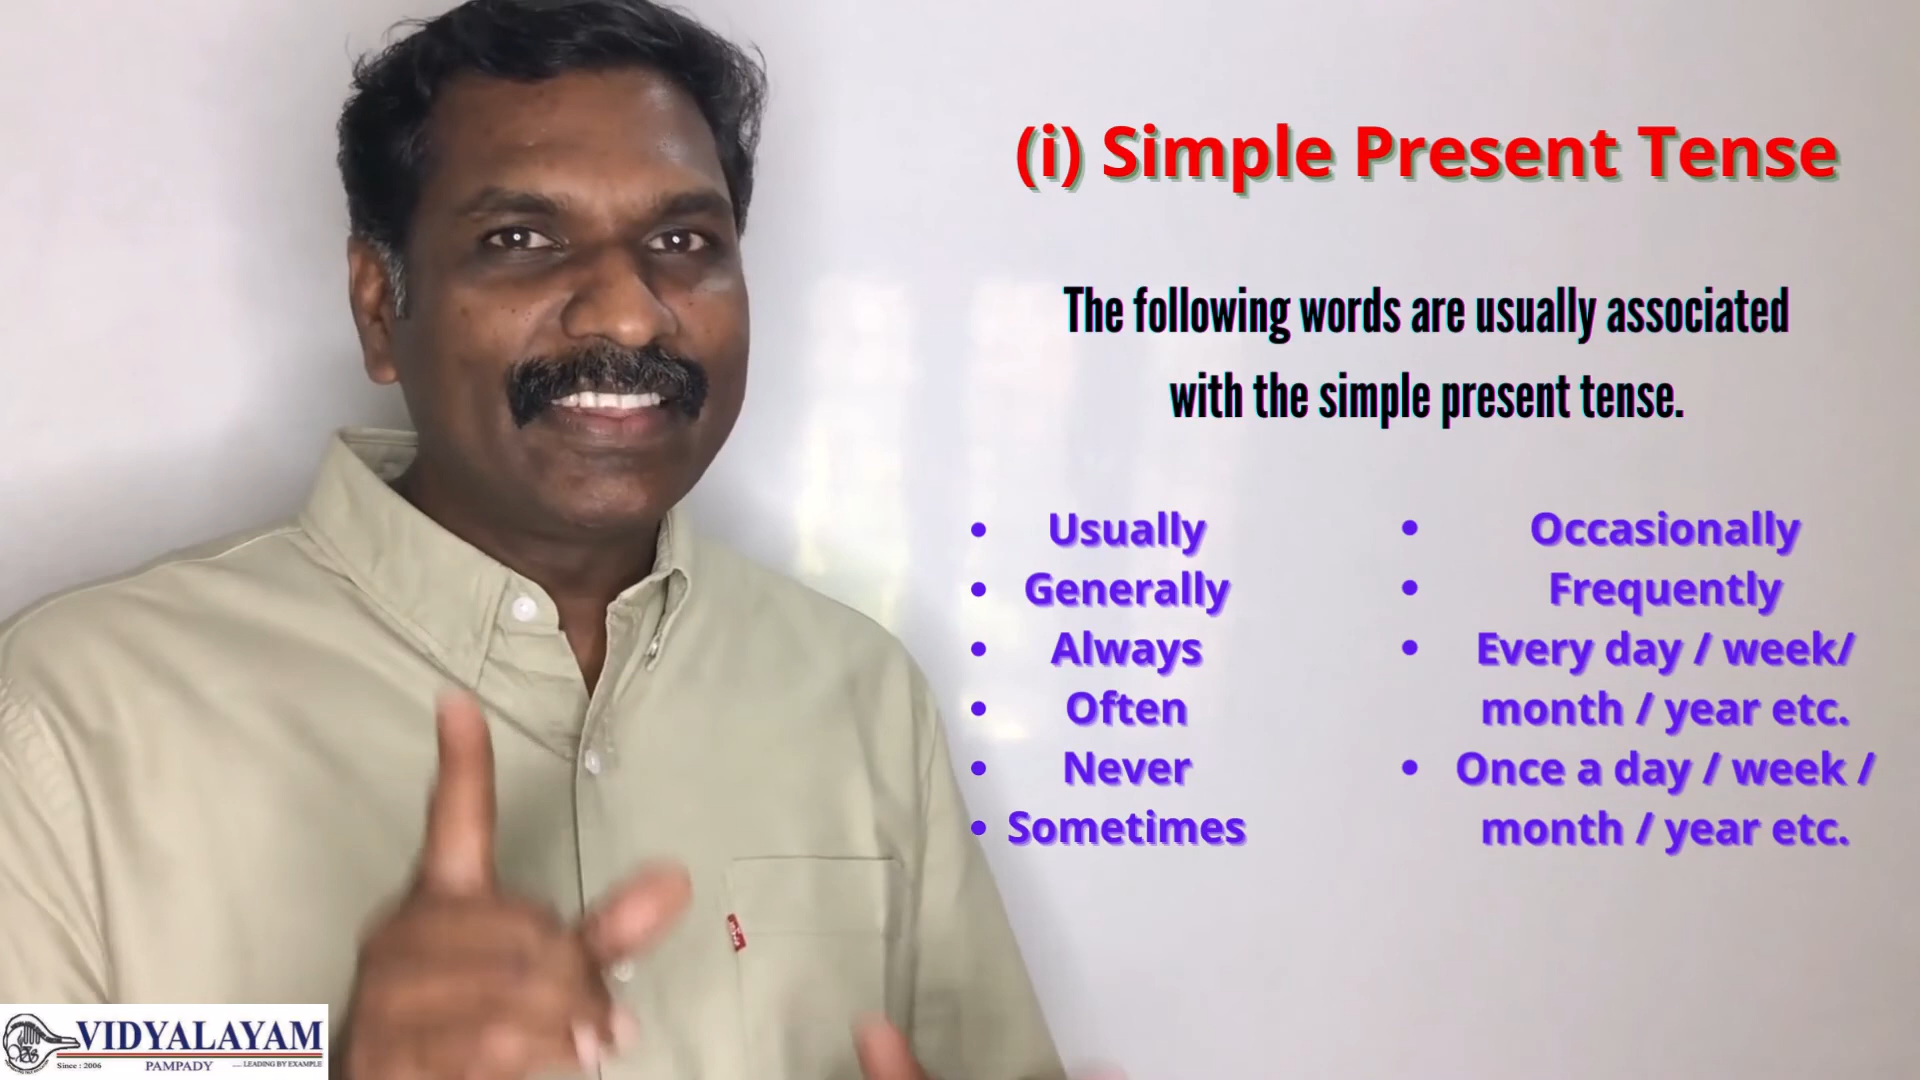 (i) Simple Present Tense
The following words are usually associated
with the simple present tense.
• Usually
• Generally
• Always
• Often
• Never
• Sometimes
• Occasionally
• Frequently
• Every day / week/
month / year etc.
• Once a day / week /
month / year etc.
VIDYALAYAM
Since : 2006 PAMPADY .... LEADING BY EXAMPLE